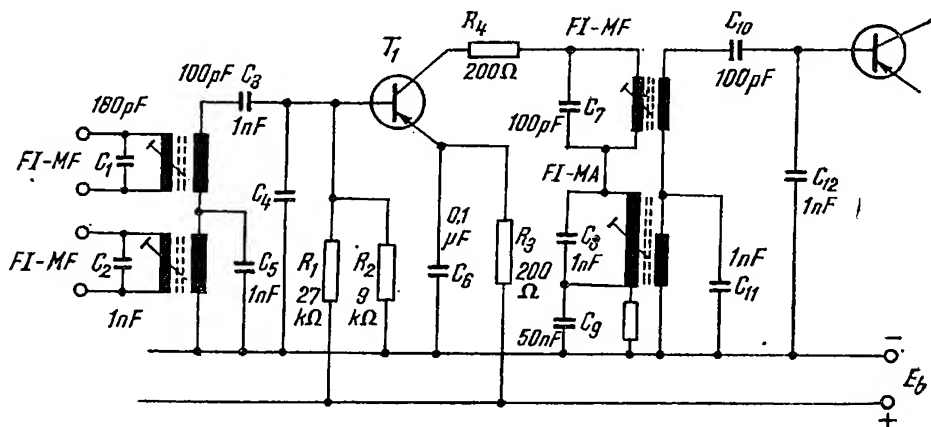 R4
200Ω
FI-MF
C10
100pF
T1
100pF
C3
1nF
180pF
FI-MF
C1
C7
100pF
FI-MA
C12
1nF
C4
FI-MF
C2
1nF
C5
1nF
R1
27
kΩ
R2
9
kΩ
0,1
μF
C6
R3
200
Ω
C8
1nF
C9
50nF
1nF
C11
−
Eb
+